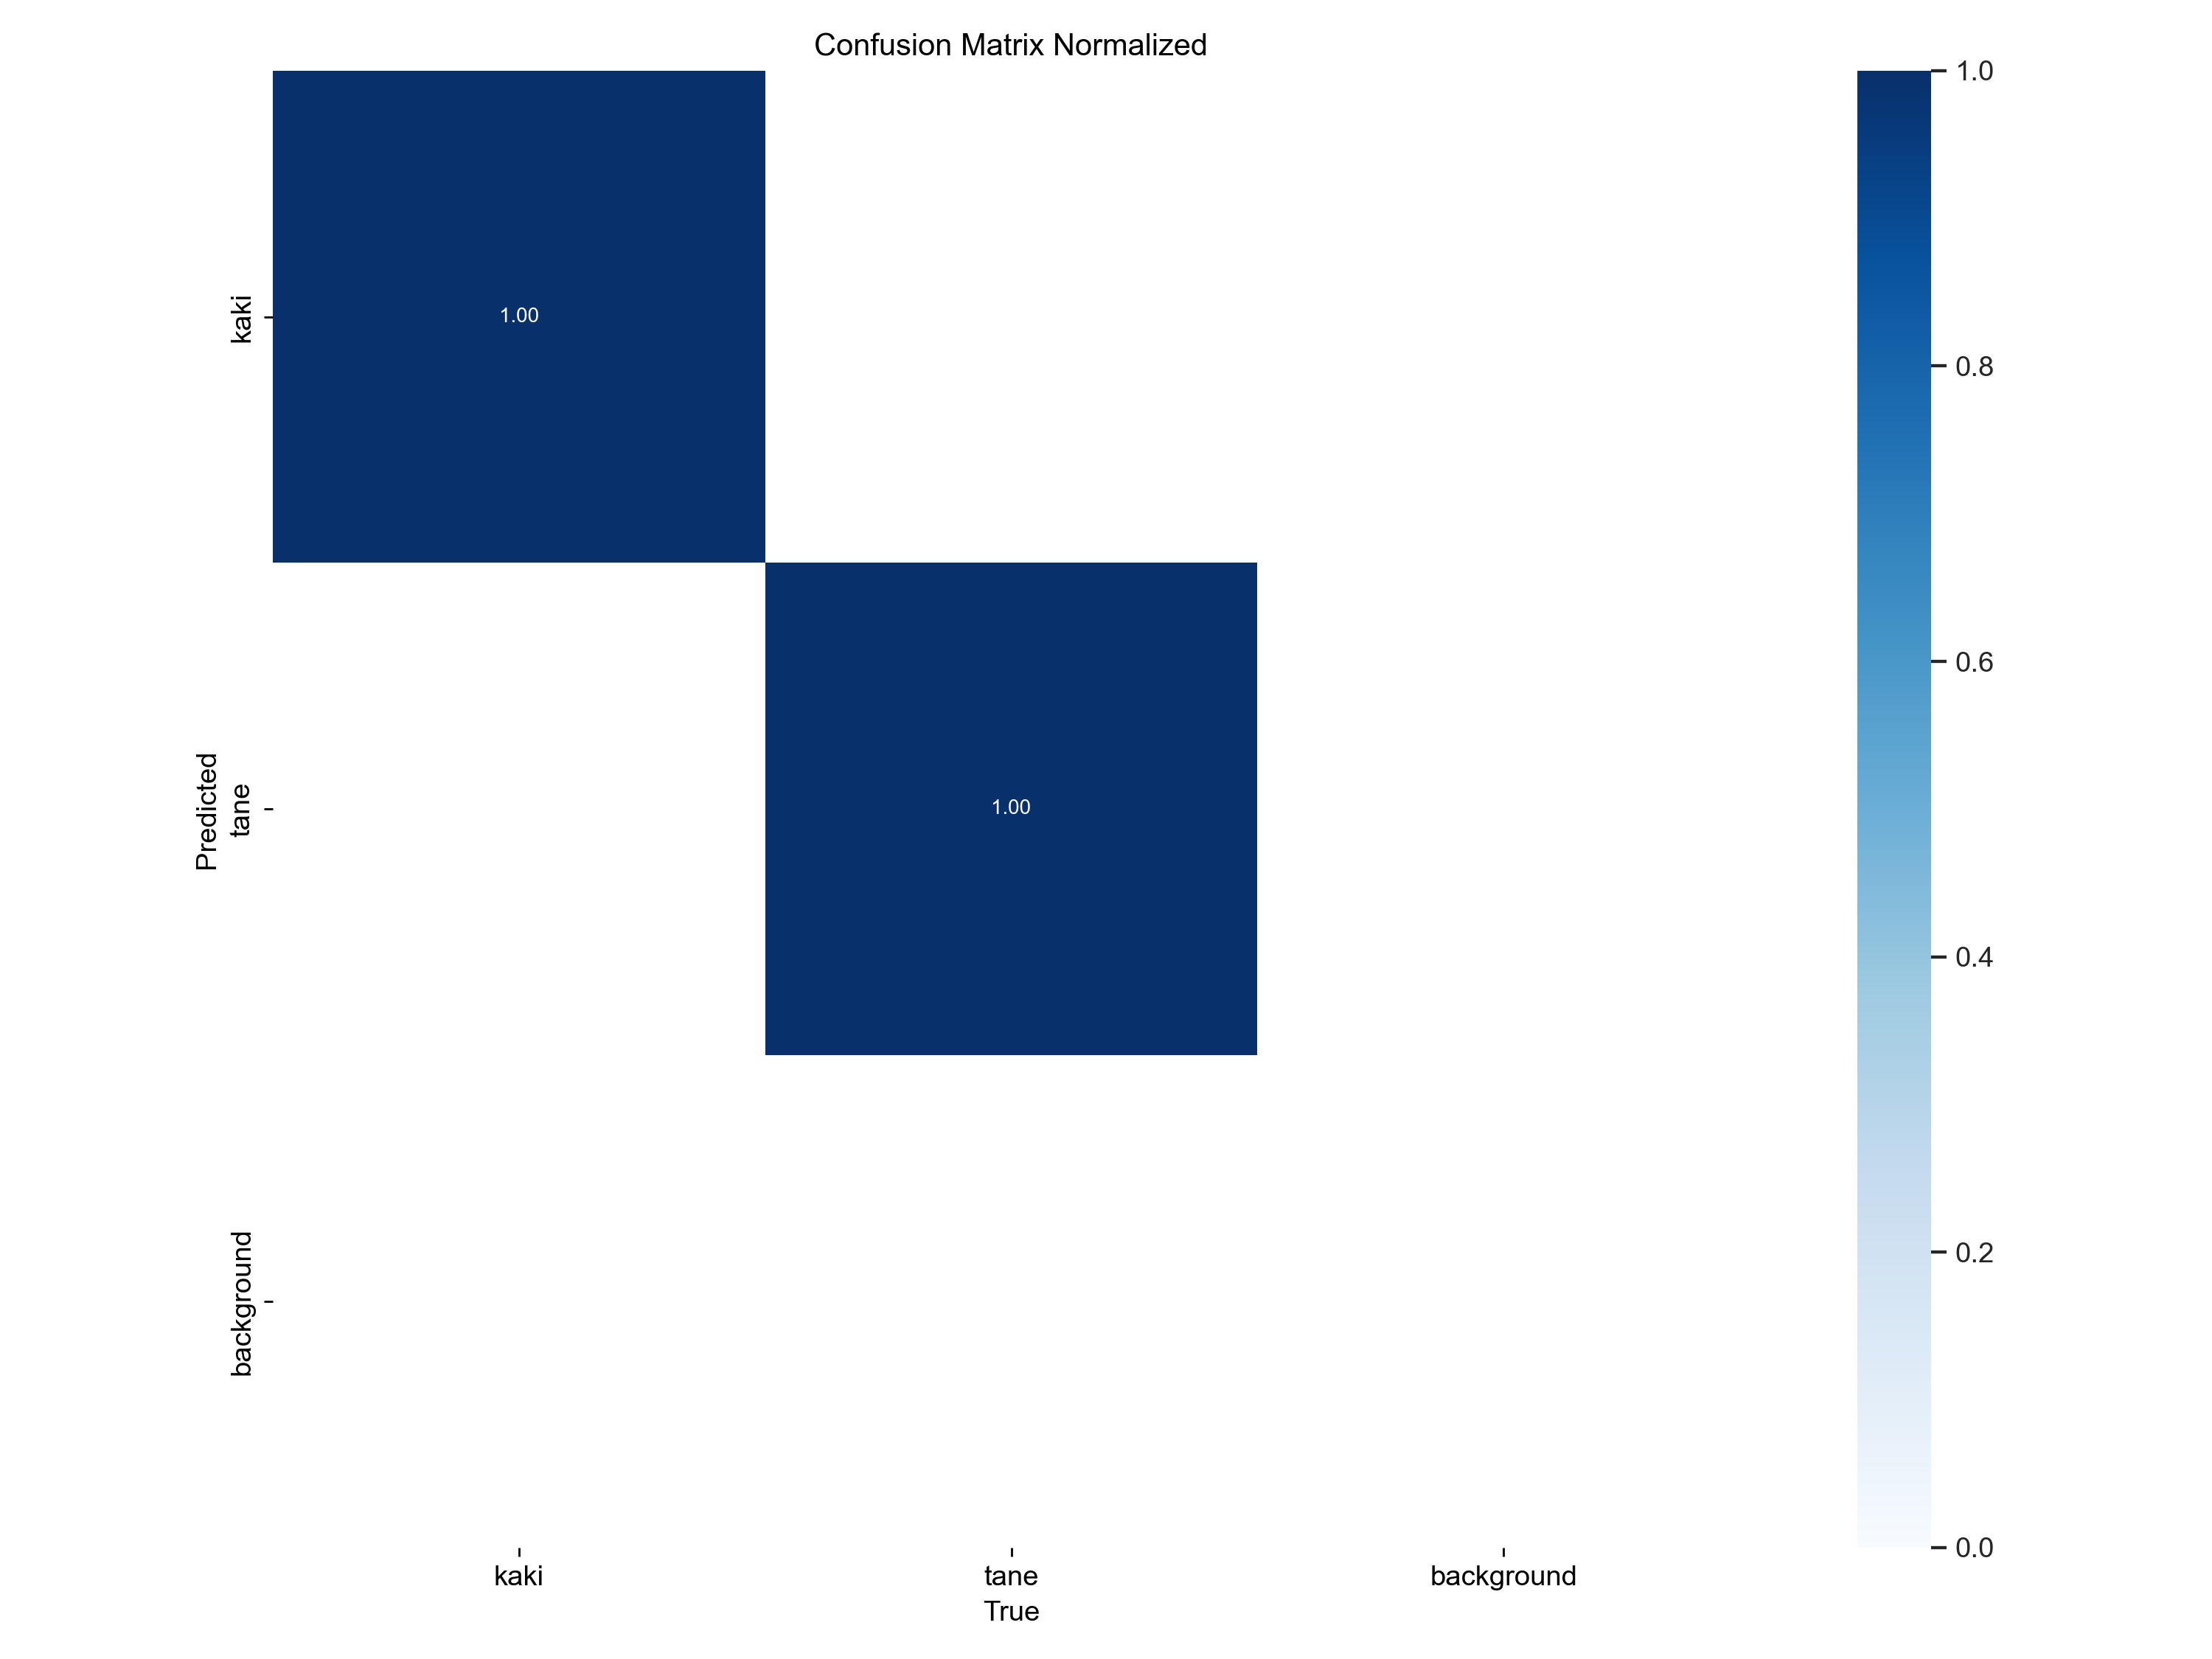 Confusion Matrix Normalized
1.0
0.8
0.6
0.4
0.2
0.0
Predicted
kaki
tane
background
1.00
1.00
kaki
tane
background
True